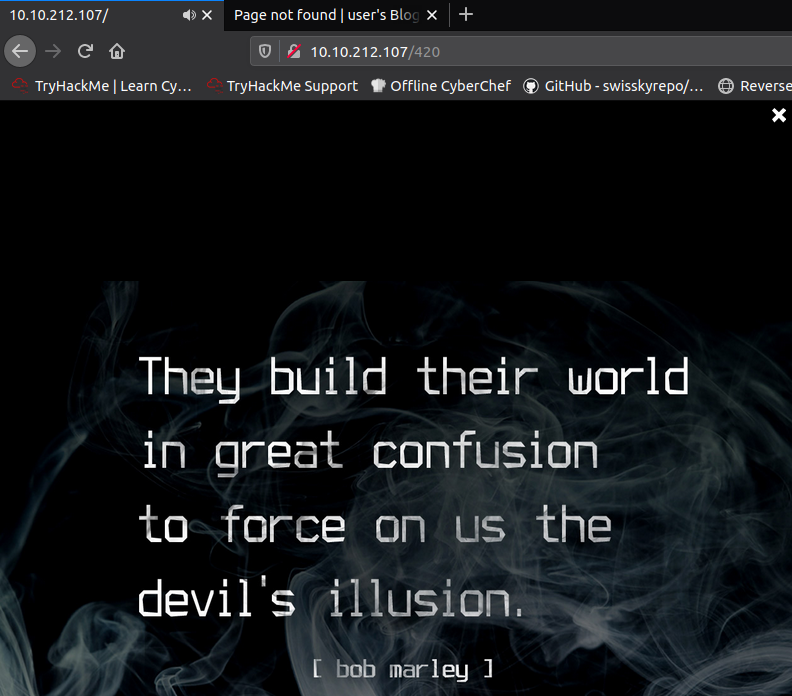 10.10.212.107/
Page not found | user's Blog
10.10.212.107/420
TryHackMe | Learn Cy…
TryHackMe Support
Offline CyberChef
GitHub - swisskyrepo/…
Reverse
They build their world
in great confusion
to force on us the
devil's illusion.
[ bob marley ]